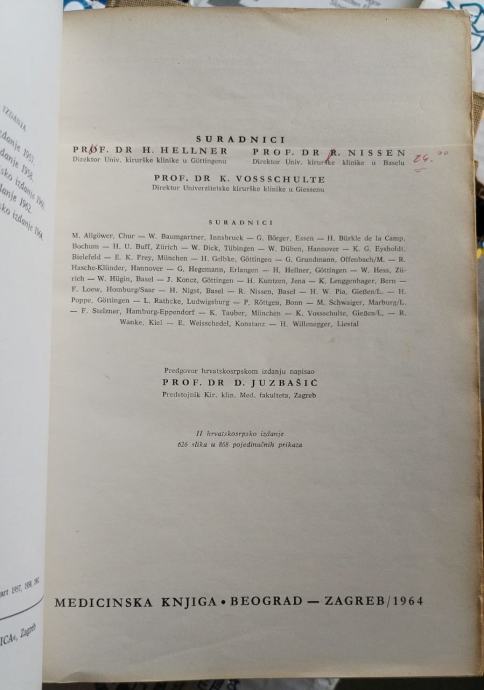 IZDANJA
SURADNICI
PROF. DR H. HELLNER PROF. DR R. NISSEN 24.00
Direktor Univ. kirurške klinike u Göttingenu Direktor Univ. kirurške klinike u Baselu
PROF. DR K. VOSSSCHULTE
Direktor Univerzitetske kirurške klinike u Giessenu
SURADNICI
M. Allgöwer, Chur — W. Baumgartner, Innsbruck — G. Börger, Essen — H. Bürkle de la Camp,
Bochum — H. U. Buff, Zürich — W. Dick, Tübingen — W. Düben, Hannover — K. G. Eysholdt,
Bielefeld — E. K. Frey, München — H. Gelbke, Göttingen — G. Grundmann, Offenbach/M. — R.
Hasche-Klünder, Hannover — G. Hegemann, Erlangen — H. Hellner, Göttingen — W. Hess, Zü-
rich — W. Hügin, Basel — J. Koncz, Göttingen — H. Kuntzen, Jena — K. Lenggenhager, Bern —
F. Loew, Homburg/Saar — H. Nigst, Basel — R. Nissen, Basel — H. W. Pia, Gießen/L. — H.
Poppe, Göttingen — L. Rathcke, Ludwigsburg — P. Röttgen, Bonn — M. Schwaiger, Marburg/L.
— F. Stelzner, Hamburg-Eppendorf — K. Tauber, München — K. Vossschulte, Gießen/L. — R.
Wanke, Kiel — E. Weisschedel, Konstanz — H. Willenegger, Liestal
Predgovor hrvatskosrpskom izdanju napisao
PROF. DR D. JUZBAŠIĆ
Predstojnik Kir. klin. Med. fakulteta, Zagreb
II hrvatskosrpsko izdanje
626 slika u 868 pojedinačnih prikaza
MEDICINSKA KNJIGA • BEOGRAD — ZAGREB/1964